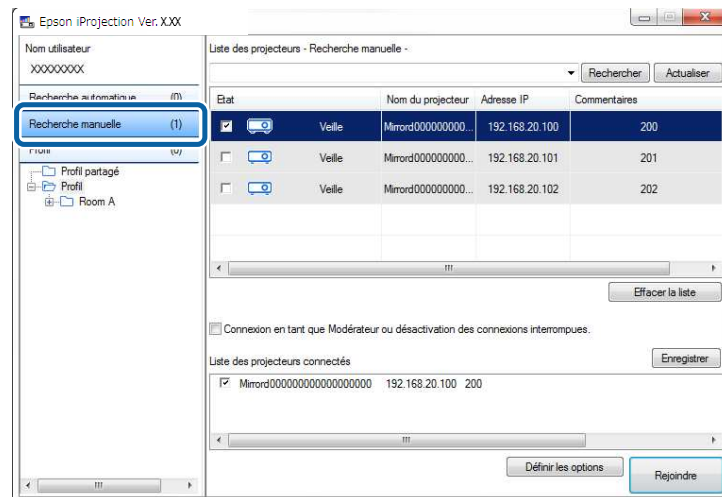 Epson iProjection Ver. X.XX
Nom utilisateur
XXXXXXXX
Recherche automatique (0)
Recherche manuelle (1)
Profil (0)
Profil partagé
Profil
Room A
Liste des projecteurs - Recherche manuelle -
Rechercher Actualiser
Etat Nom du projecteur Adresse IP Commentaires
Veille Mirrord000000000... 192.168.20.100 200
Veille Mirrord000000000... 192.168.20.101 201
Veille Mirrord000000000... 192.168.20.102 202
Effacer la liste
Connexion en tant que Modérateur ou désactivation des connexions interrompues.
Liste des projecteurs connectés Enregistrer
Mirrord000000000000000000 192.168.20.100 200
Définir les options Rejoindre